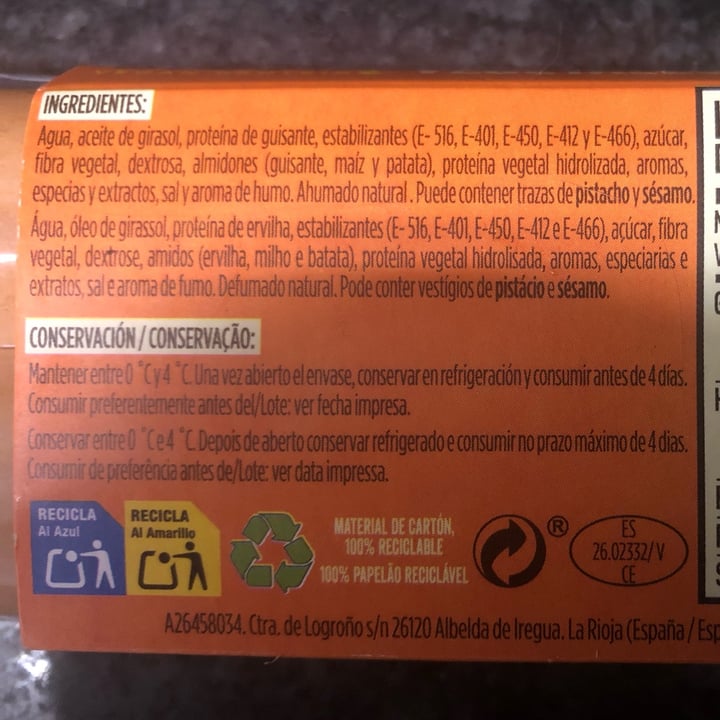 INGREDIENTES:
Agua, aceite de girasol, proteína de guisante, estabilizantes (E- 516, E-401, E-450, E-412 y E-466), azúcar,
fibra vegetal, dextrosa, almidones (guisante, maíz y patata), proteína vegetal hidrolizada, aromas,
especias y extractos, sal y aroma de humo. Ahumado natural. Puede contener trazas de pistacho y sésamo.
Água, óleo de girassol, proteína de ervilha, estabilizantes (E- 516, E-401, E-450, E-412 e E-466), açúcar, fibra
vegetal, dextrose, amidos (ervilha, milho e batata), proteína vegetal hidrolisada, aromas, especiarias e
extratos, sal e aroma de fumo. Defumado natural. Pode conter vestígios de pistácio e sésamo.
CONSERVACIÓN / CONSERVAÇÃO:
Mantener entre 0 °C y 4 °C. Una vez abierto el envase, conservar en refrigeración y consumir antes de 4 días.
Consumir preferentemente antes del/Lote: ver fecha impresa.
Conservar entre 0 °C e 4 °C. Depois de aberto conservar refrigerado e consumir no prazo máximo de 4 dias.
Consumir de preferência antes de/Lote: ver data impressa.
RECICLA
Al Azul
RECICLA
Al Amarillo
MATERIAL DE CARTÓN,
100% RECICLABLE
100% PAPELÃO RECICLÁVEL
®
ES
26.02332/V
CE
A26458034. Ctra. de Logroño s/n 26120 Albelda de Iregua. La Rioja (España / Esp